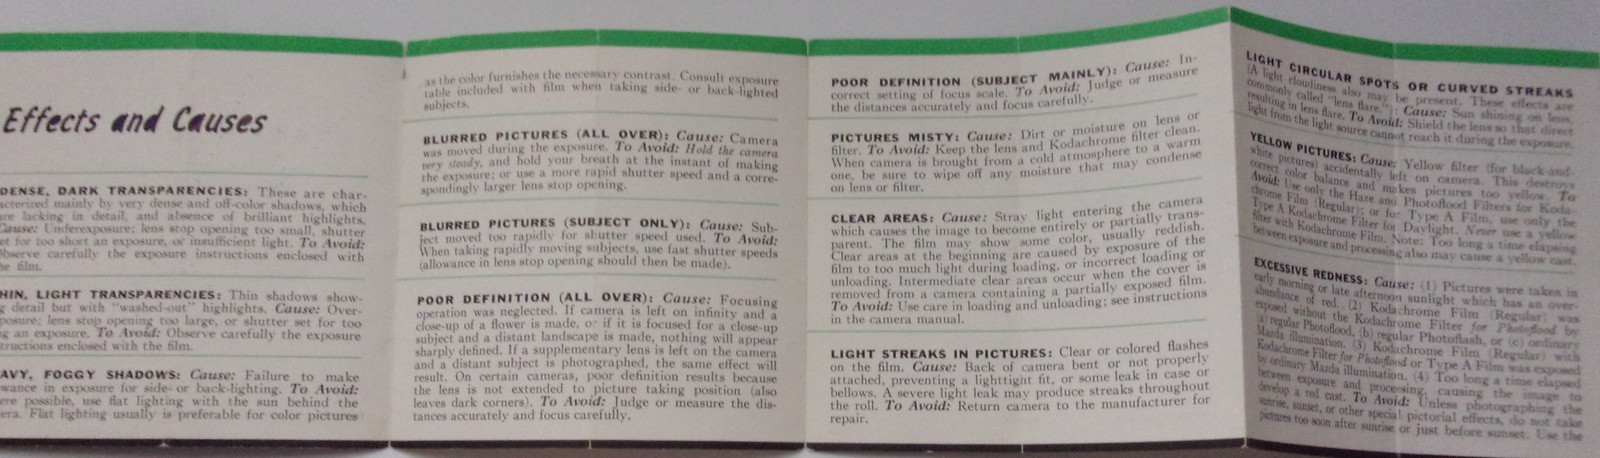 Effects and Causes
DENSE, DARK TRANSPARENCIES: These are char-
acterized mainly by very dense and off-color shadows, which
are lacking in detail, and absence of brilliant highlights.
Cause: Underexposure; lens stop opening too small, shutter
set for too short an exposure, or insufficient light. To Avoid:
Observe carefully the exposure instructions enclosed with
he film.
HIN, LIGHT TRANSPARENCIES: Thin shadows show-
g detail but with "washed-out" highlights. Cause: Over-
posure; lens stop opening too large, or shutter set for too
ng an exposure. To Avoid: Observe carefully the exposure
tructions enclosed with the film.
AVY, FOGGY SHADOWS: Cause: Failure to make
wance in exposure for side- or back-lighting. To Avoid:
ere possible, use flat lighting with the sun behind the
era. Flat lighting usually is preferable for color pictures
as the color furnishes the necessary contrast. Consult exposure
table included with film when taking side- or back-lighted
subjects.
BLURRED PICTURES (ALL OVER): Cause: Camera
was moved during the exposure. To Avoid: Hold the camera
very steady, and hold your breath at the instant of making
the exposure; or use a more rapid shutter speed and a corre-
spondingly larger lens stop opening.
BLURRED PICTURES (SUBJECT ONLY): Cause: Sub-
ject moved too rapidly for shutter speed used. To Avoid:
When taking rapidly moving subjects, use fast shutter speeds
(allowance in lens stop opening should then be made).
POOR DEFINITION (ALL OVER): Cause: Focusing
operation was neglected. If camera is left on infinity and a
close-up of a flower is made, or if it is focused for a close-up
subject and a distant landscape is made, nothing will appear
sharply defined. If a supplementary lens is left on the camera
and a distant subject is photographed, the same effect will
result. On certain cameras, poor definition results because
the lens is not extended to picture taking position (also
leaves dark corners). To Avoid: Judge or measure the dis-
tances accurately and focus carefully.
POOR DEFINITION (SUBJECT MAINLY): Cause: In-
correct setting of focus scale. To Avoid: Judge or measure
the distances accurately and focus carefully.
PICTURES MISTY: Cause: Dirt or moisture on lens or
filter. To Avoid: Keep the lens and Kodachrome filter clean.
When camera is brought from a cold atmosphere to a warm
one, be sure to wipe off any moisture that may condense
on lens or filter.
CLEAR AREAS: Cause: Stray light entering the camera
which causes the image to become entirely or partially trans-
parent. The film may show some color, usually reddish.
Clear areas at the beginning are caused by exposure of the
film to too much light during loading, or incorrect loading or
unloading. Intermediate clear areas occur when the cover is
removed from a camera containing a partially exposed film.
To Avoid: Use care in loading and unloading; see instructions
in the camera manual.
LIGHT STREAKS IN PICTURES: Clear or colored flashes
on the film. Cause: Back of camera bent or not properly
attached, preventing a lighttight fit, or some leak in case or
bellows. A severe light leak may produce streaks throughout
the roll. To Avoid: Return camera to the manufacturer for
repair.
LIGHT CIRCULAR SPOTS OR CURVED STREAKS
(A light cloudiness also may be present. These effects are
commonly called "lens flare."): Cause: Sun shining on lens,
resulting in lens flare. To Avoid: Shield the lens so that direct
light from the light source cannot reach it during the exposure.
YELLOW PICTURES: Cause: Yellow filter (for black-and-
white pictures) accidentally left on camera. This destroys
correct color balance and makes pictures too yellow. To
Avoid: Use only the Haze and Photoflood Filters for Koda-
chrome Film (Regular); or for Type A Film, use only the
Type A Kodachrome Filter for Daylight. Never use a yellow
filter with Kodachrome Film. Note: Too long a time elapsing
between exposure and processing also may cause a yellow cast.
EXCESSIVE REDNESS: Cause: (1) Pictures were taken in
early morning or late afternoon sunlight which has an over-
abundance of red. (2) Kodachrome Film (Regular) was
exposed without the Kodachrome Filter for Photoflood by
(a) regular Photoflood, (b) regular Photoflash, or (c) ordinary
Mazda illumination. (3) Kodachrome Film (Regular) with
Kodachrome Filter for Photoflood or Type A Film was exposed
by ordinary Mazda illumination. (4) Too long a time elapsed
between exposure and processing, causing the image to
develop a red cast. To Avoid: Unless photographing the
sunrise, sunset, or other special pictorial effects, do not take
pictures too soon after sunrise or just before sunset. Use the